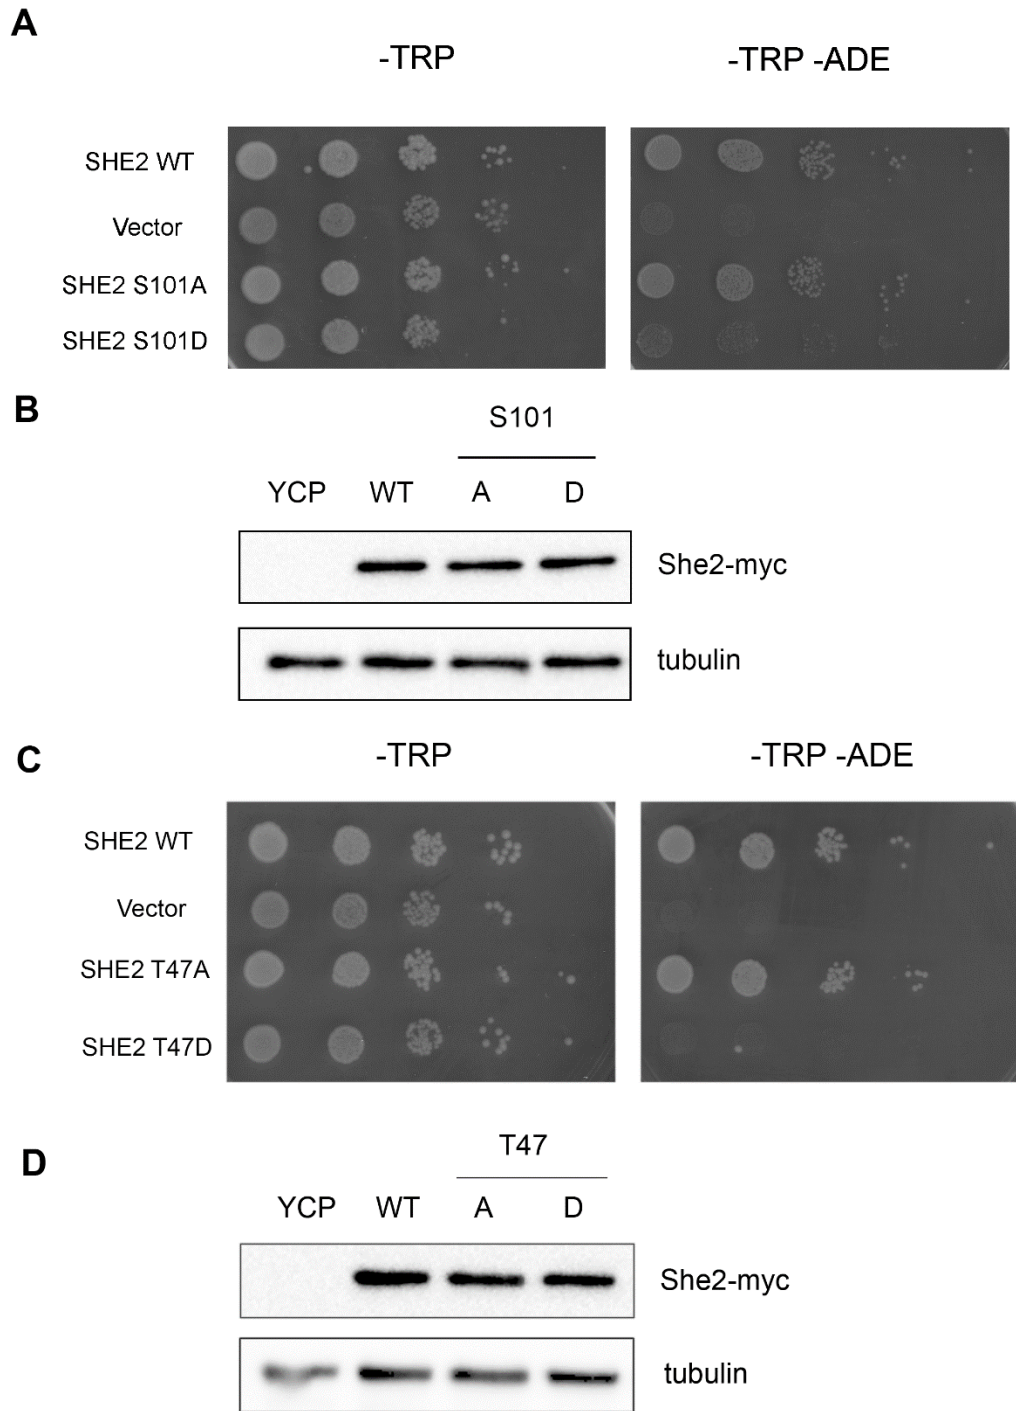 A
-TRP
-TRP -ADE
SHE2 WT
Vector
SHE2 S101A
SHE2 S101D
B
S101
YCP WT A D
She2-myc
tubulin
C
-TRP
-TRP -ADE
SHE2 WT
Vector
SHE2 T47A
SHE2 T47D
D
T47
YCP WT A D
She2-myc
tubulin